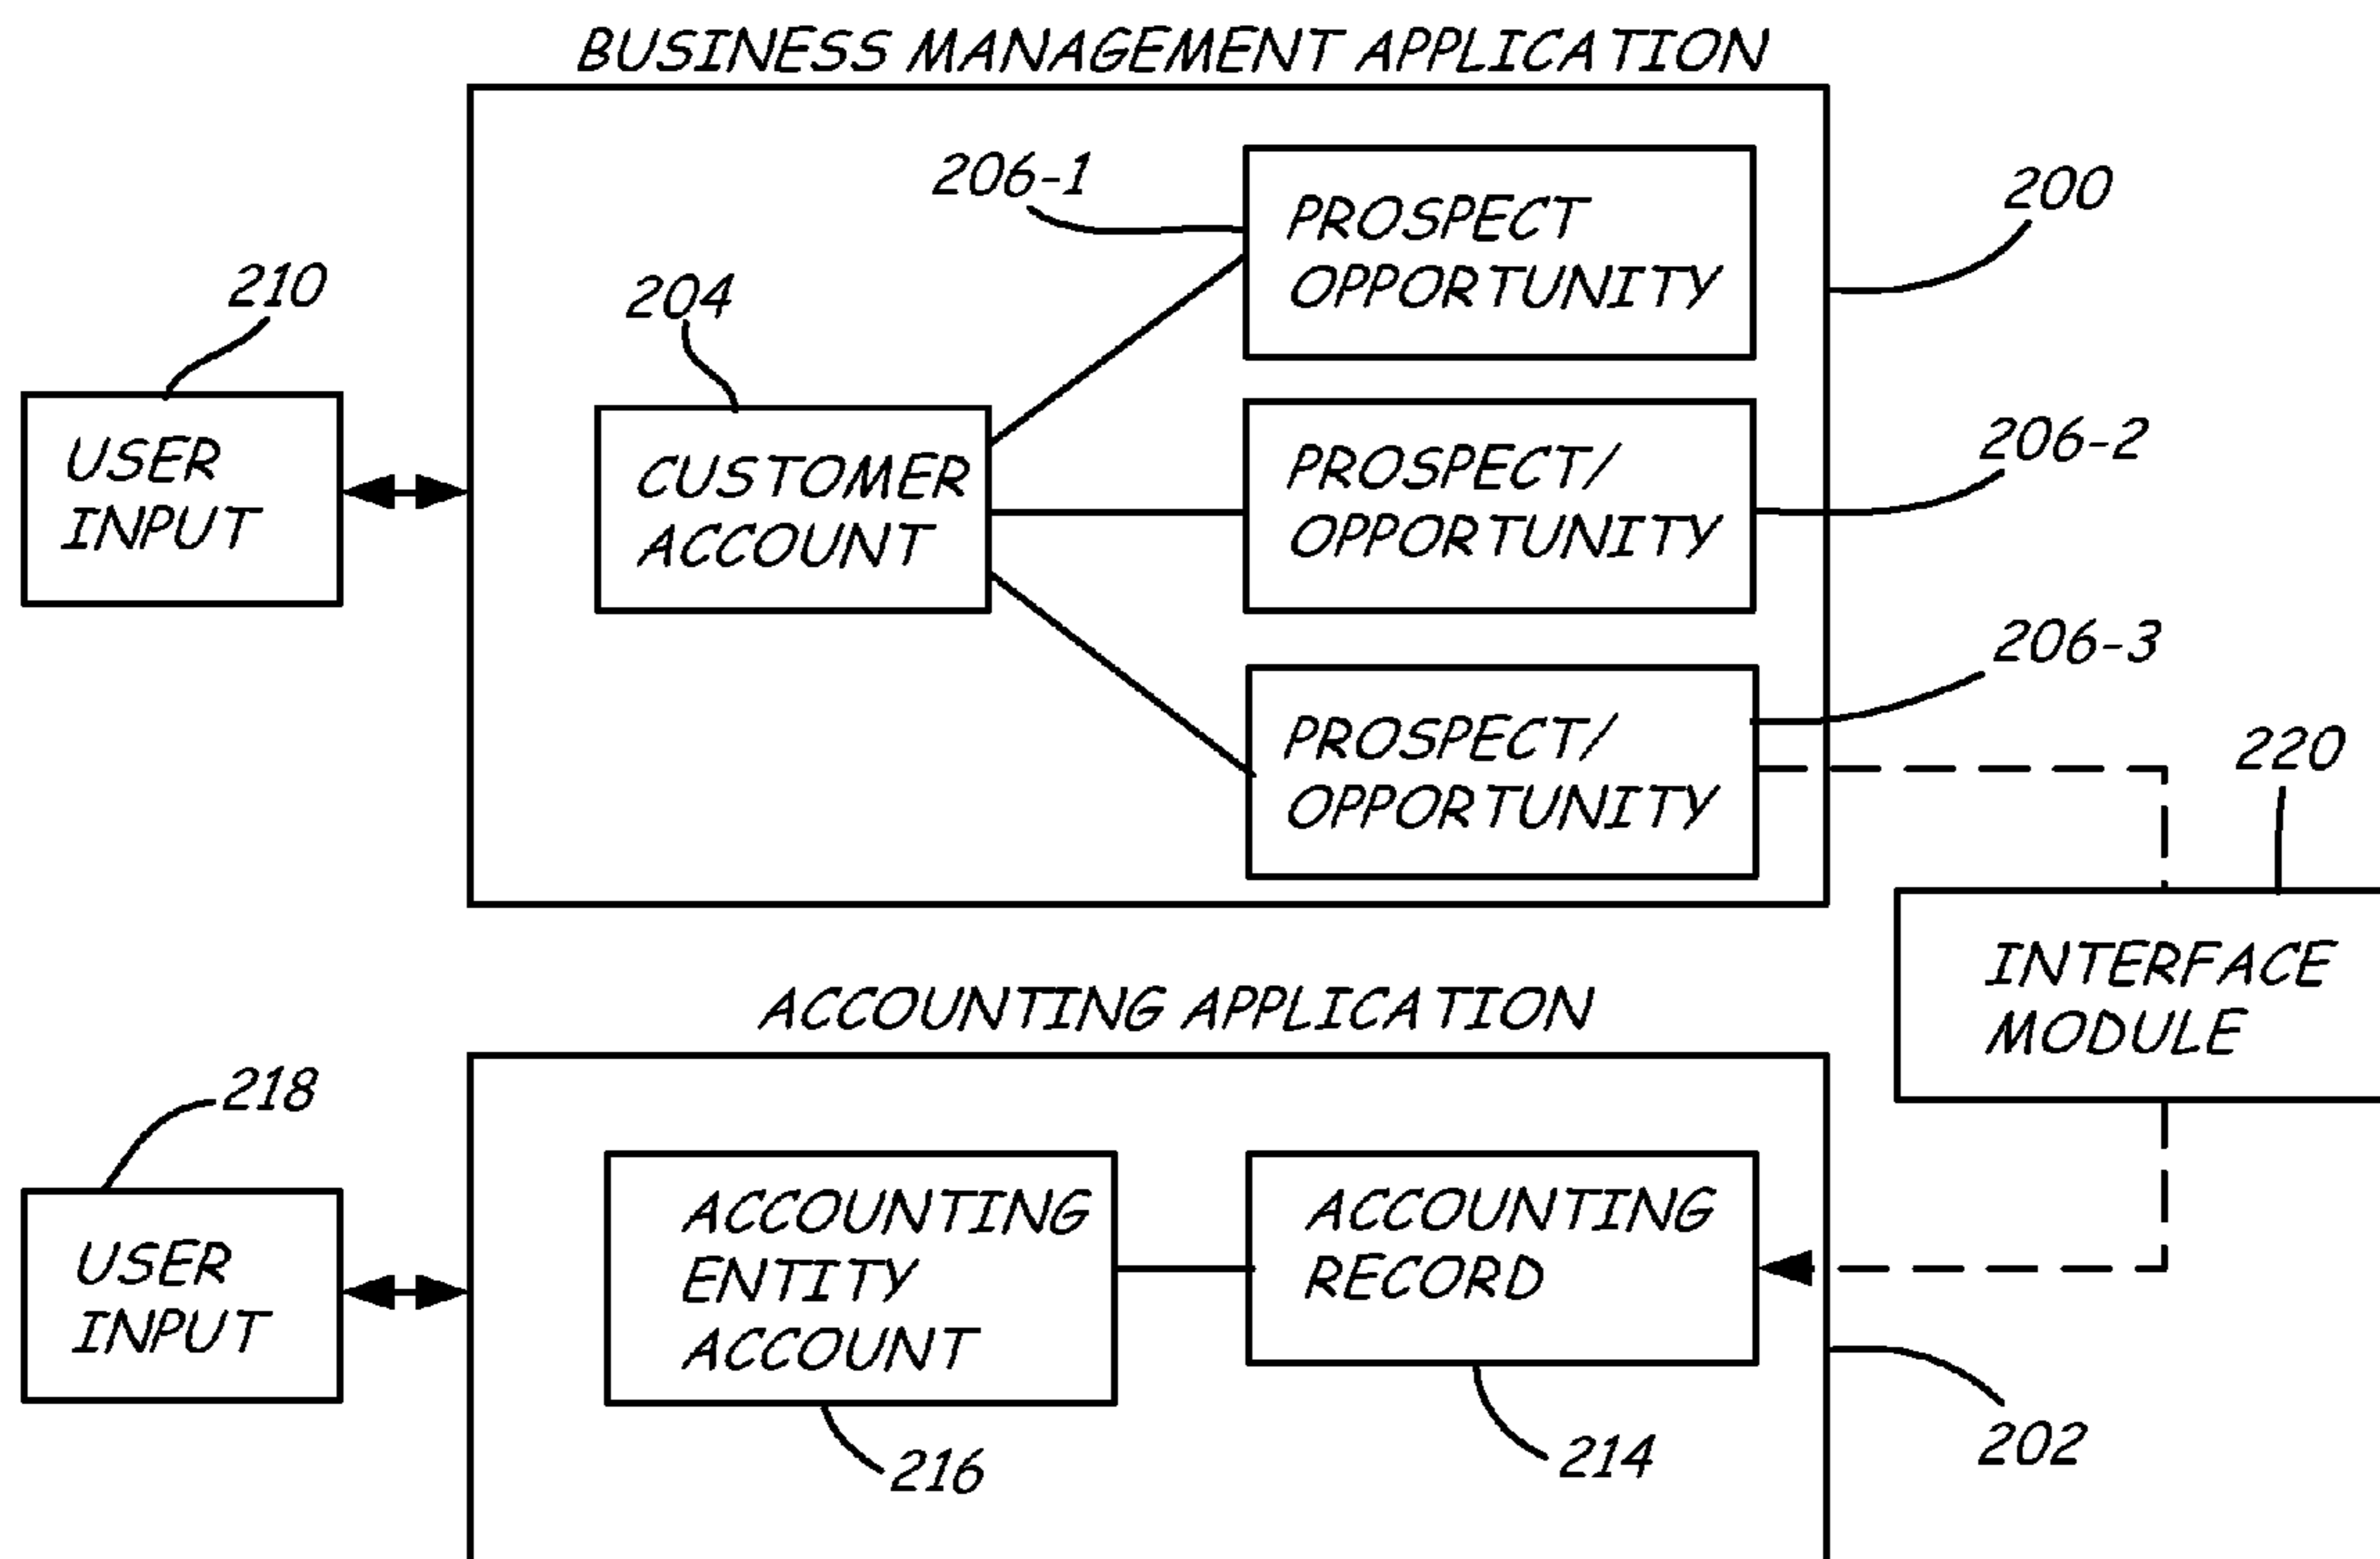 BUSINESS MANAGEMENT APPLICATION
206-1
PROSPECT
OPPORTUNITY
200
210
204
USER
INPUT
CUSTOMER
ACCOUNT
PROSPECT/
OPPORTUNITY
206-2
206-3
PROSPECT/
OPPORTUNITY
220
INTERFACE
MODULE
ACCOUNTING APPLICATION
218
USER
INPUT
ACCOUNTING
ENTITY
ACCOUNT
ACCOUNTING
RECORD
216
214
202